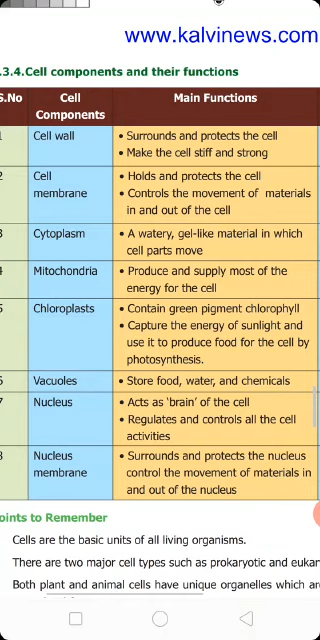 www.kalvinews.com
.3.4.Cell components and their functions
S.No Cell Components Main Functions
1 Cell wall • Surrounds and protects the cell
• Make the cell stiff and strong
2 Cell membrane • Holds and protects the cell
• Controls the movement of materials
in and out of the cell
3 Cytoplasm • A watery, gel-like material in which
cell parts move
4 Mitochondria • Produce and supply most of the
energy for the cell
5 Chloroplasts • Contain green pigment chlorophyll
• Capture the energy of sunlight and
use it to produce food for the cell by
photosynthesis.
6 Vacuoles • Store food, water, and chemicals
7 Nucleus • Acts as 'brain' of the cell
• Regulates and controls all the cell
activities
8 Nucleus membrane • Surrounds and protects the nucleus
control the movement of materials in
and out of the nucleus
oints to Remember
Cells are the basic units of all living organisms.
There are two major cell types such as prokaryotic and eukar
Both plant and animal cells have unique organelles which are